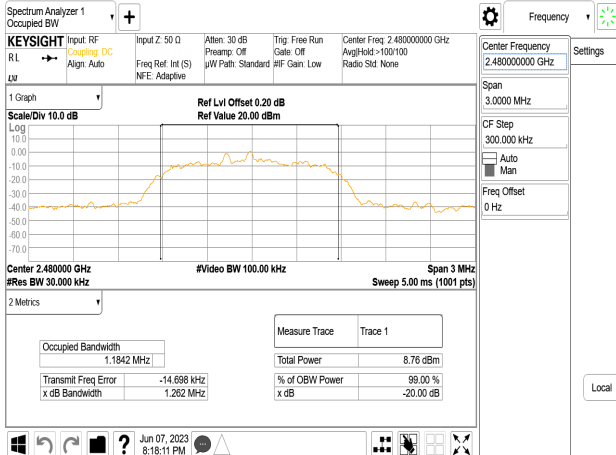 Spectrum Analyzer 1
Occupied BW
+
Frequency
KEYSIGHT
RL
LXI
Input: RF
Coupling: DC
Align: Auto
Input Z: 50 Ω
Freq Ref: Int (S)
NFE: Adaptive
Atten: 30 dB
Preamp: Off
µW Path: Standard
Trig: Free Run
Gate: Off
#IF Gain: Low
Center Freq: 2.480000000 GHz
Avg|Hold:>100/100
Radio Std: None
Center Frequency
2.480000000 GHz
Settings
Span
3.0000 MHz
CF Step
300.000 kHz
Auto
Man
Freq Offset
0 Hz
Local
1 Graph
Scale/Div 10.0 dB
Ref Lvl Offset 0.20 dB
Ref Value 20.00 dBm
Log
10.0
0.00
-10.0
-20.0
-30.0
-40.0
-50.0
-60.0
-70.0
Center 2.480000 GHz
#Video BW 100.00 kHz
Span 3 MHz
#Res BW 30.000 kHz
Sweep 5.00 ms (1001 pts)
2 Metrics
Measure Trace Trace 1
Occupied Bandwidth
1.1842 MHz
Total Power 8.76 dBm
Transmit Freq Error -14.698 kHz
% of OBW Power 99.00 %
x dB Bandwidth 1.262 MHz
x dB -20.00 dB
?
Jun 07, 2023
8:18:11 PM